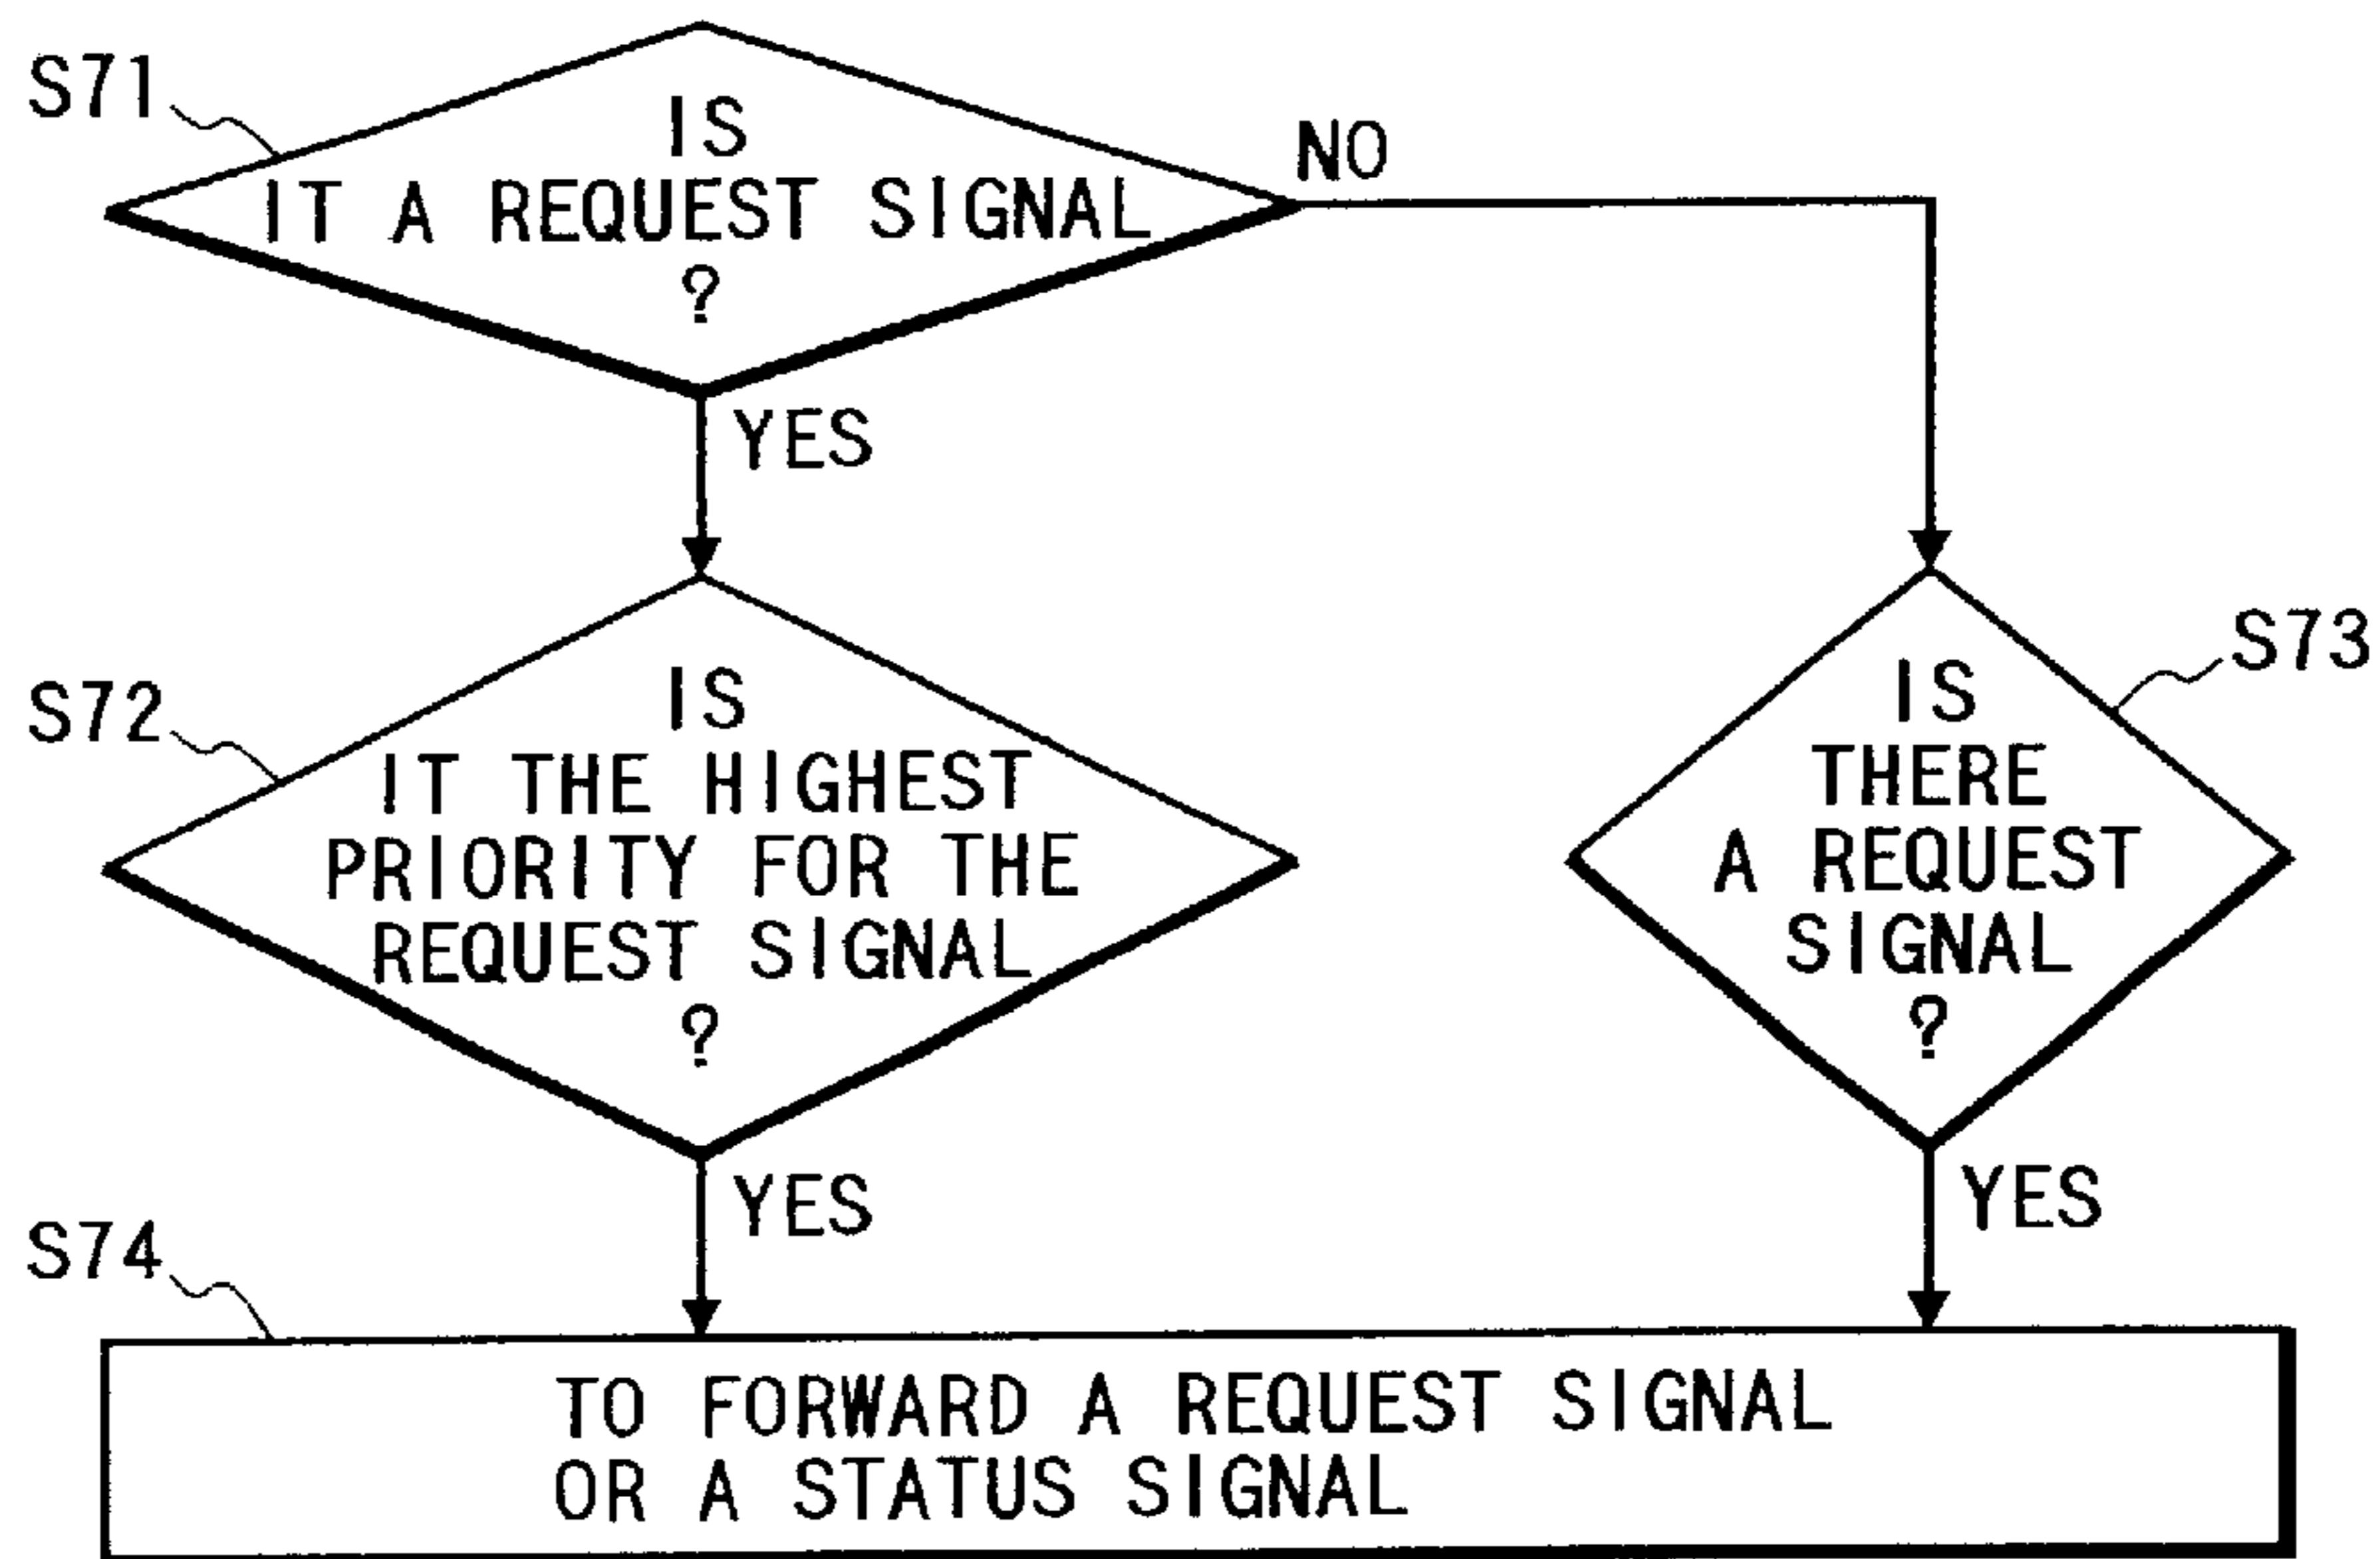 S71
IS
IT A REQUEST SIGNAL
?
NO
YES
S72
IS
IT THE HIGHEST
PRIORITY FOR THE
REQUEST SIGNAL
?
S73
IS
THERE
A REQUEST
SIGNAL
?
YES
YES
S74
TO FORWARD A REQUEST SIGNAL
OR A STATUS SIGNAL